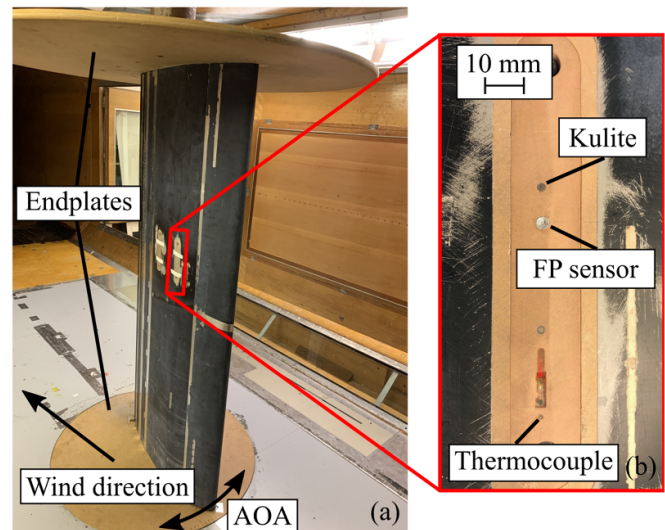 Endplates
Wind direction
AOA
(a)
10 mm
Kulite
FP sensor
Thermocouple
(b)